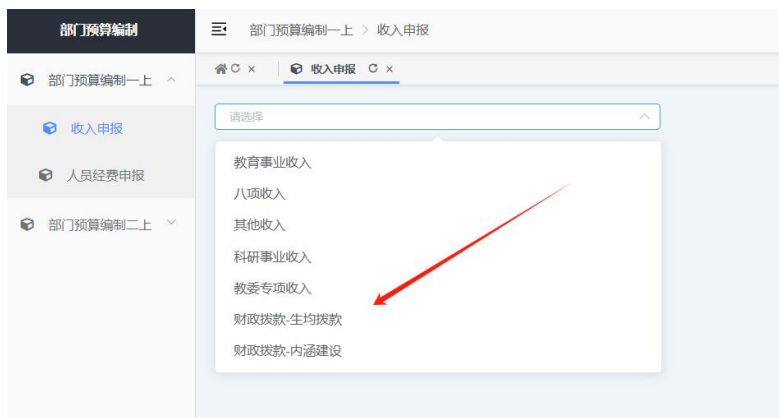 部门预算编制
部门预算编制一上 > 收入申报
部门预算编制一上
收入申报
收入申报
请选择
教育事业收入
人员经费申报
八项收入
部门预算编制二上
其他收入
科研事业收入
教委专项收入
财政拨款-生均拨款
财政拨款-内涵建设